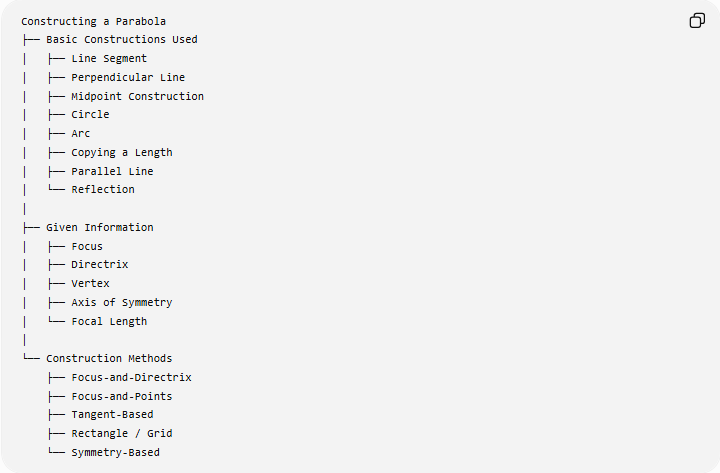 Constructing a Parabola
├── Basic Constructions Used
│   ├── Line Segment
│   ├── Perpendicular Line
│   ├── Midpoint Construction
│   ├── Circle
│   ├── Arc
│   ├── Copying a Length
│   ├── Parallel Line
│   └── Reflection
│
├── Given Information
│   ├── Focus
│   ├── Directrix
│   ├── Vertex
│   ├── Axis of Symmetry
│   └── Focal Length
│
└── Construction Methods
    ├── Focus-and-Directrix
    ├── Focus-and-Points
    ├── Tangent-Based
    ├── Rectangle / Grid
    └── Symmetry-Based